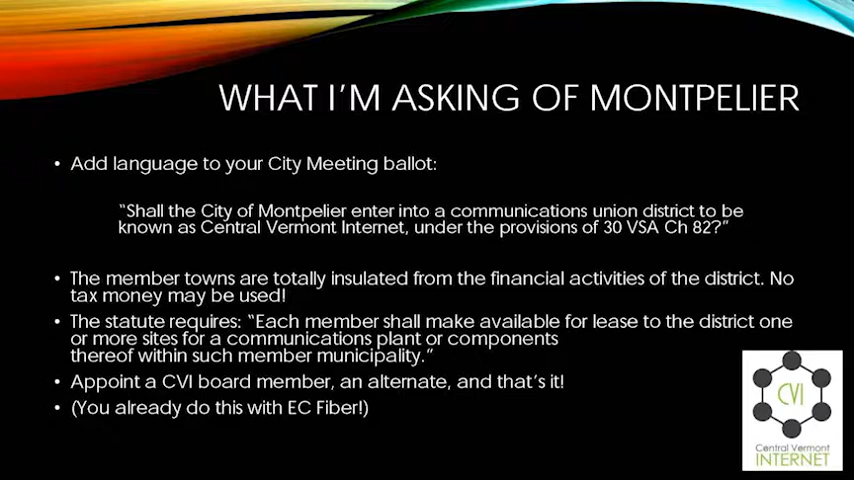 WHAT I'M ASKING OF MONTPELIER
• Add language to your City Meeting ballot:
“Shall the City of Montpelier enter into a communications union district to be
known as Central Vermont Internet, under the provisions of 30 VSA Ch 82?”
• The member towns are totally insulated from the financial activities of the district. No
tax money may be used!
• The statute requires: “Each member shall make available for lease to the district one
or more sites for a communications plant or components
thereof within such member municipality.”
• Appoint a CVI board member, an alternate, and that's it!
• (You already do this with EC Fiber!)
CVI
Central Vermont
INTERNET